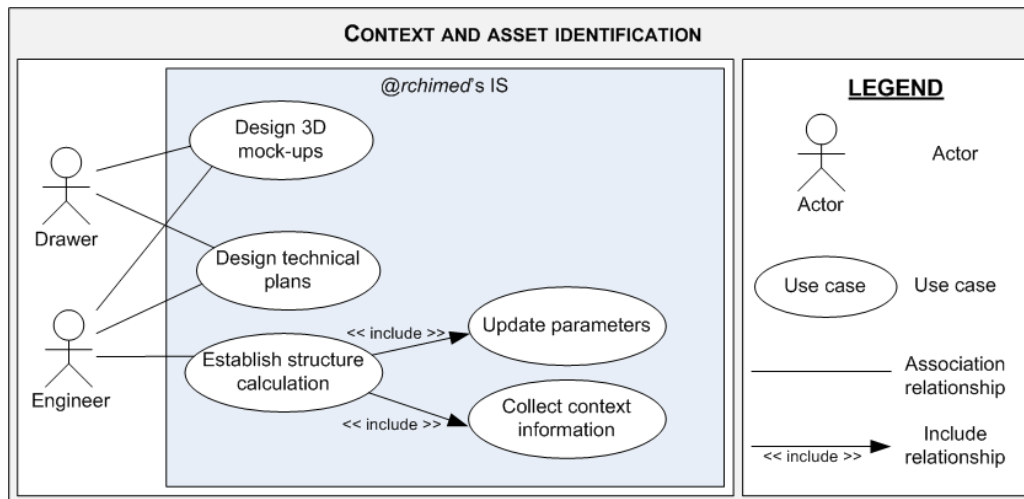 CONTEXT AND ASSET IDENTIFICATION
@rchimed's IS
Design 3D
mock-ups
Drawer
Design technical
plans
Engineer
Establish structure
calculation
<< include >>
Update parameters
<< include >>
Collect context
information
LEGEND
Actor
Actor
Use case
Use case
Association
relationship
<< include >>
Include
relationship